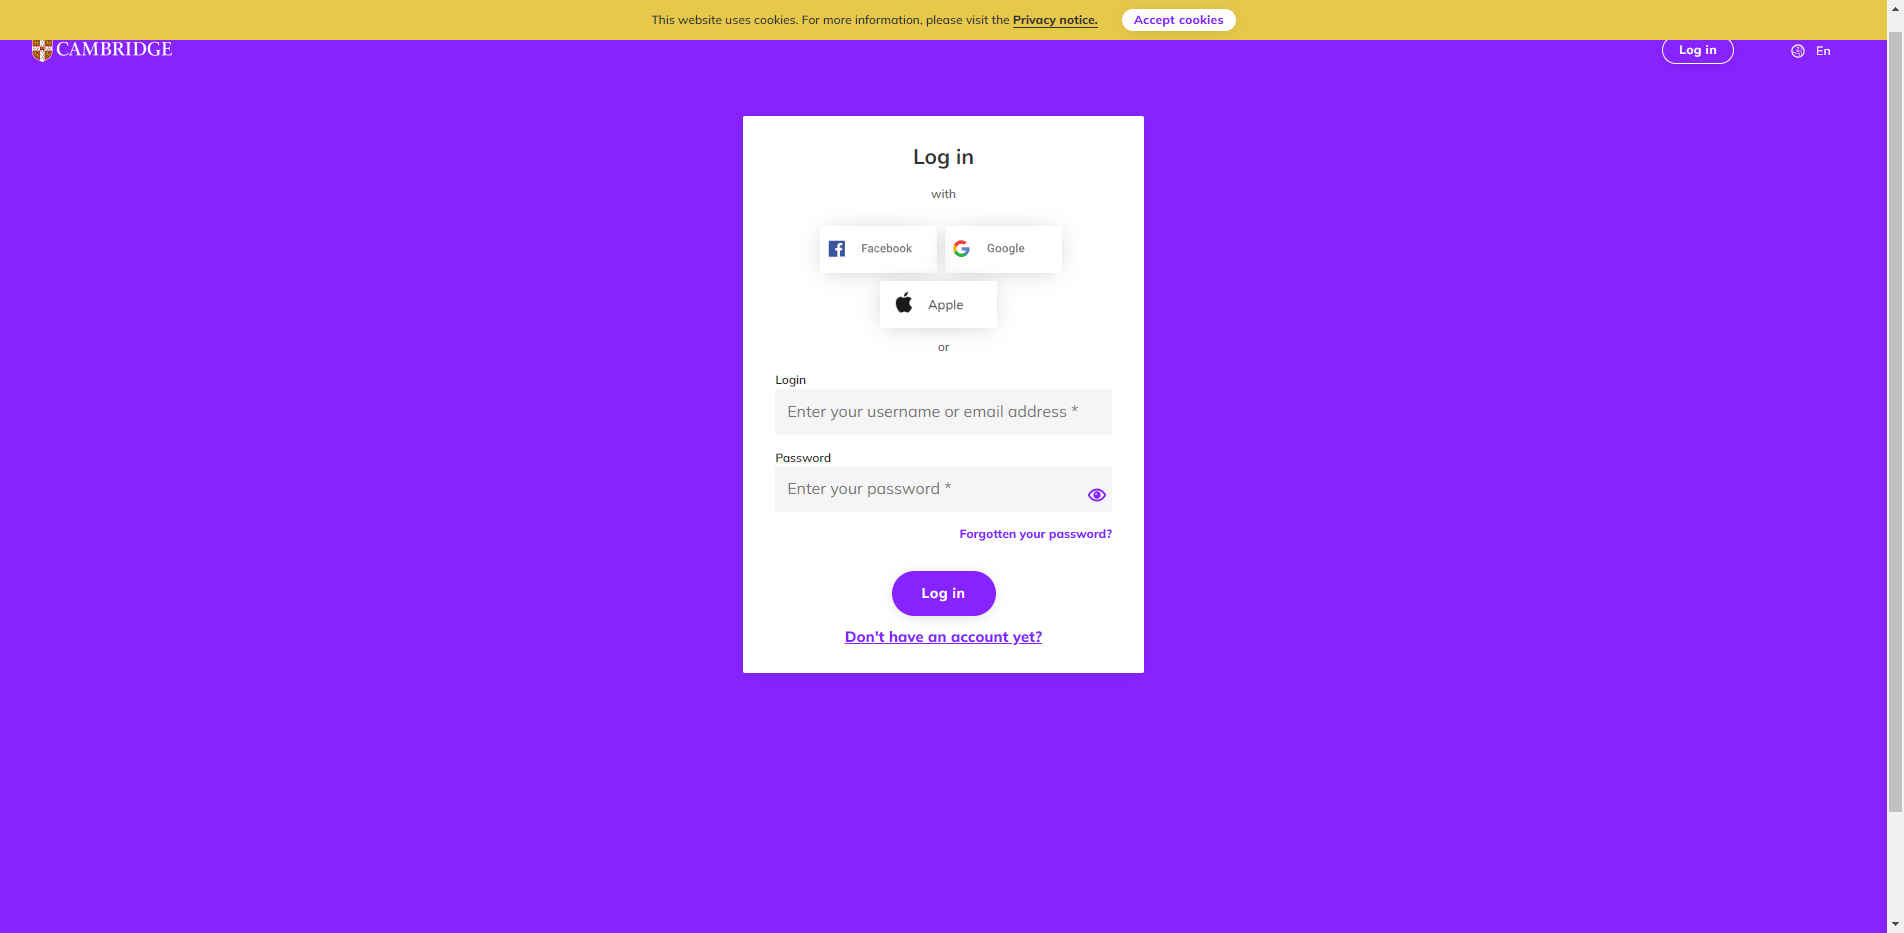 This website uses cookies. For more information, please visit the Privacy notice.
Accept cookies
CAMBRIDGE
Log in
En
Log in
with
Facebook
Google
Apple
or
Login
Enter your username or email address *
Password
Enter your password *
Forgotten your password?
Log in
Don't have an account yet?